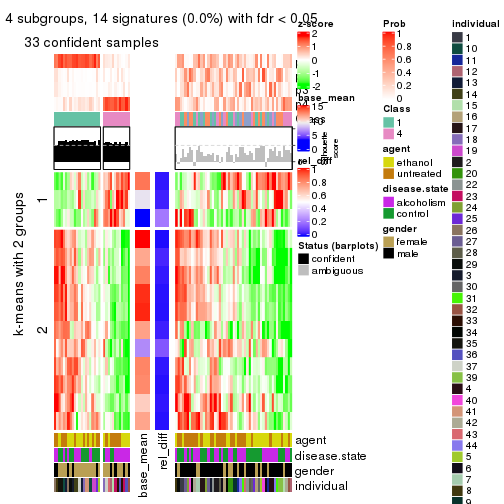 4 subgroups, 14 signatures (0.0%) with fdr < 0.05
33 confident samples
k-means with 2 groups
1
2
z-score
2
1
0
-1
-2
base_mean
15
10
5
0
rel_diff
1
0.8
0.6
0.4
0.2
0
Silhouette
score
Status (barplots)
confident
ambiguous
Prob
1
0.8
0.6
0.4
0.2
0
Class
1
4
agent
ethanol
untreated
disease.state
alcoholism
control
gender
female
male
individual
1
10
11
12
13
14
15
16
17
18
19
2
20
22
23
24
25
26
27
28
29
3
30
31
32
33
34
35
36
37
39
4
40
41
42
43
44
5
6
7
8
9
agent
disease.state
gender
individual
base_mean
rel_diff